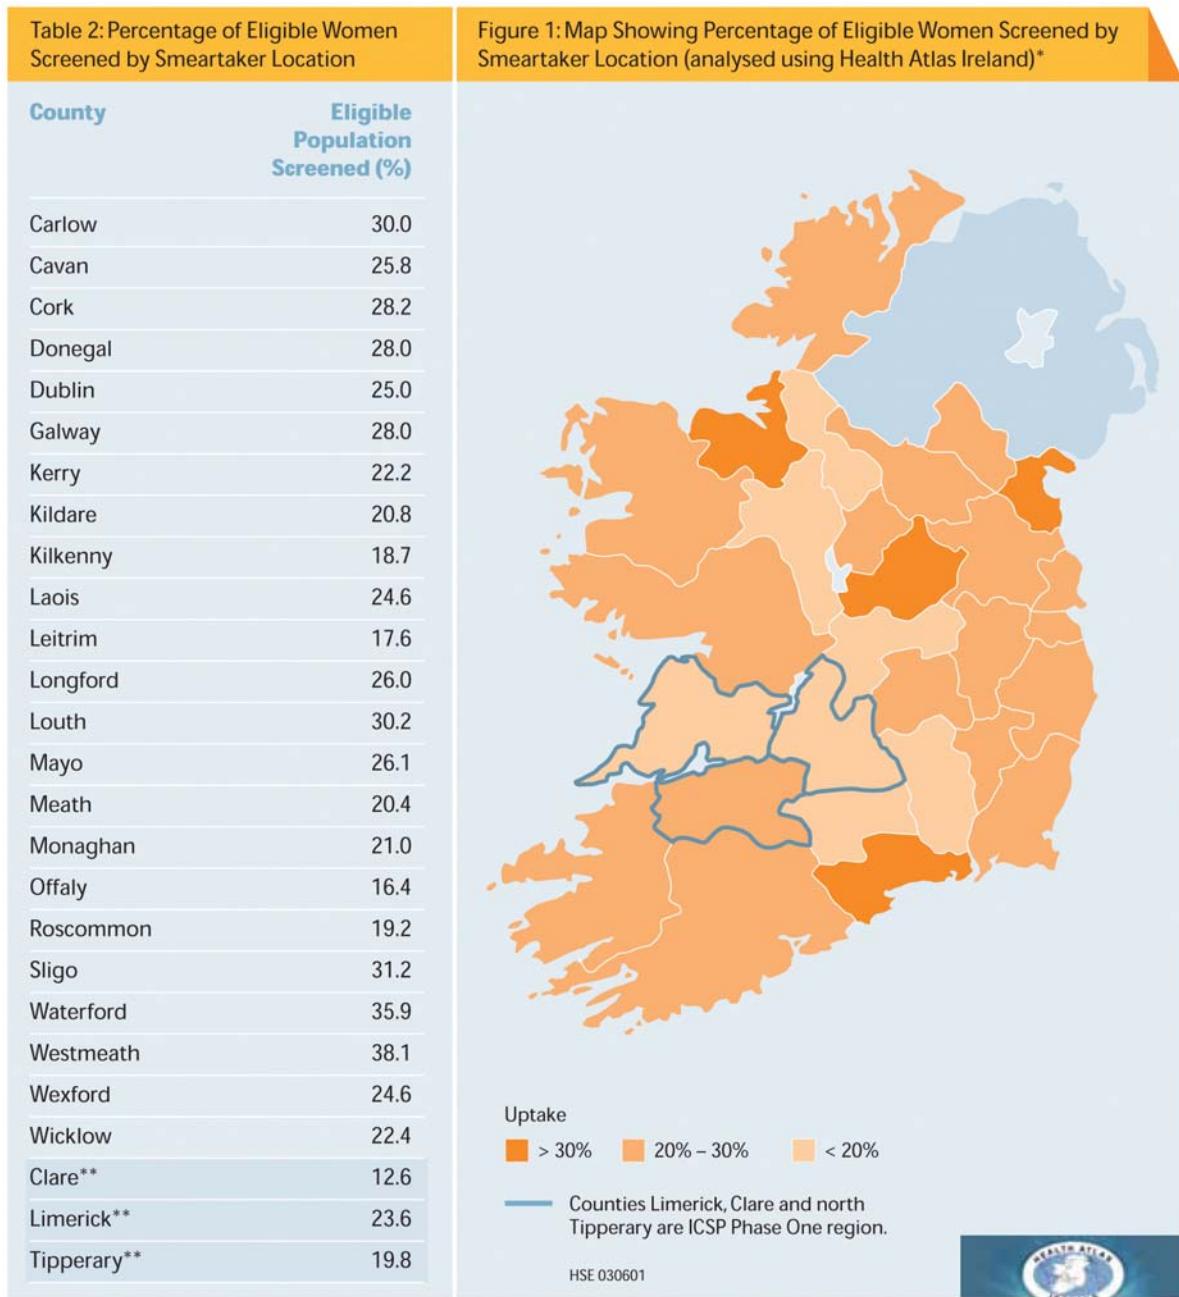 Table 2: Percentage of Eligible Women
Screened by Smeartaker Location
County
Eligible
Population
Screened (%)
Carlow 30.0
Cavan 25.8
Cork 28.2
Donegal 28.0
Dublin 25.0
Galway 28.0
Kerry 22.2
Kildare 20.8
Kilkenny 18.7
Laois 24.6
Leitrim 17.6
Longford 26.0
Louth 30.2
Mayo 26.1
Meath 20.4
Monaghan 21.0
Offaly 16.4
Roscommon 19.2
Sligo 31.2
Waterford 35.9
Westmeath 38.1
Wexford 24.6
Wicklow 22.4
Clare** 12.6
Limerick** 23.6
Tipperary** 19.8
Figure 1: Map Showing Percentage of Eligible Women Screened by
Smeartaker Location (analysed using Health Atlas Ireland)*
Uptake
> 30% 20% – 30% < 20%
Counties Limerick, Clare and north
Tipperary are ICSP Phase One region.
HSE 030601
HEALTH ATLAS